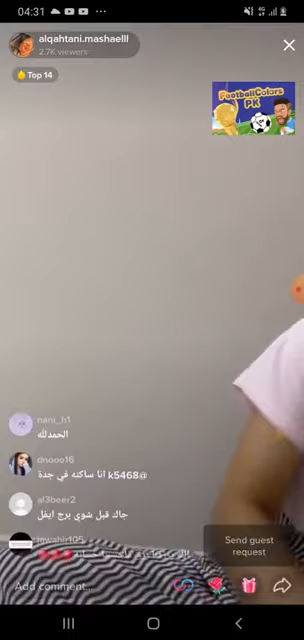 04:31
alqahtani.mashaelll
2.7K viewers
Top 14
FootballColors
PK
nani_h1
الحمدلله
dnooo16
@k5468 انا ساكنه في جدة
al3beer2
جاك قبل شوي برج ايفل
jewahir105
Send guest
request
Add comment...